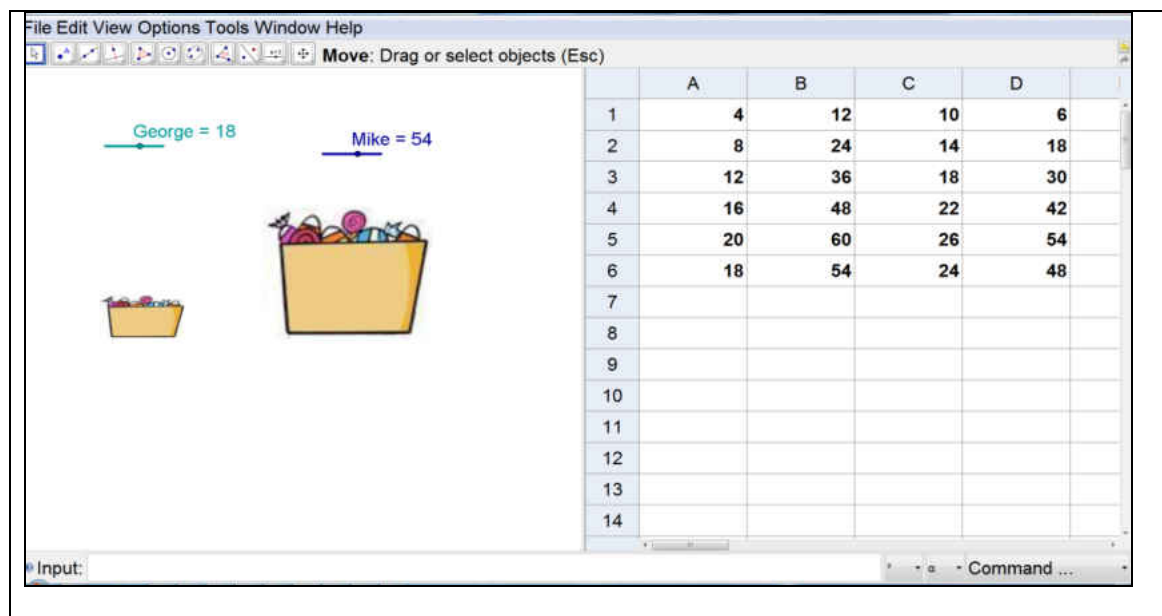 File Edit View Options Tools Window Help
Move: Drag or select objects (Esc)
George = 18
Mike = 54
A B C D
1 4 12 10 6
2 8 24 14 18
3 12 36 18 30
4 16 48 22 42
5 20 60 26 54
6 18 54 24 48
7
8
9
10
11
12
13
14
Input:
α Command ...